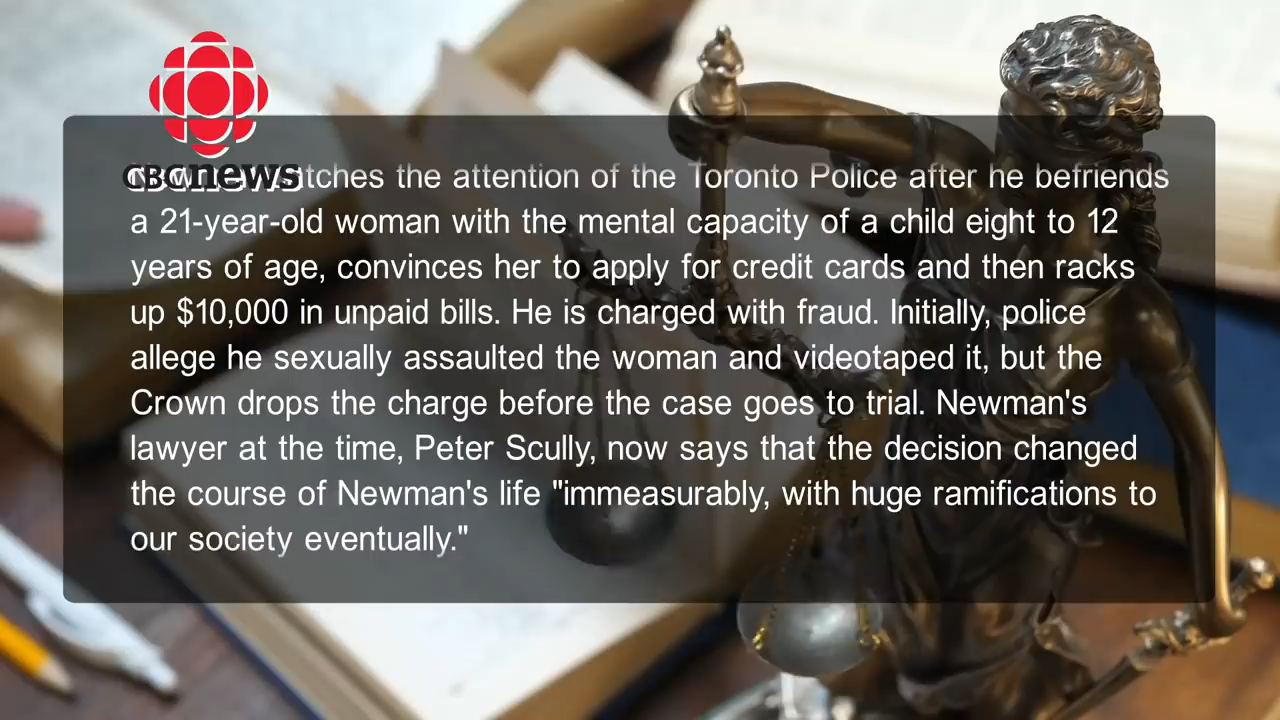 CBCnews
catches the attention of the Toronto Police after he befriends
a 21-year-old woman with the mental capacity of a child eight to 12
years of age, convinces her to apply for credit cards and then racks
up $10,000 in unpaid bills. He is charged with fraud. Initially, police
allege he sexually assaulted the woman and videotaped it, but the
Crown drops the charge before the case goes to trial. Newman's
lawyer at the time, Peter Scully, now says that the decision changed
the course of Newman's life "immeasurably, with huge ramifications to
our society eventually."